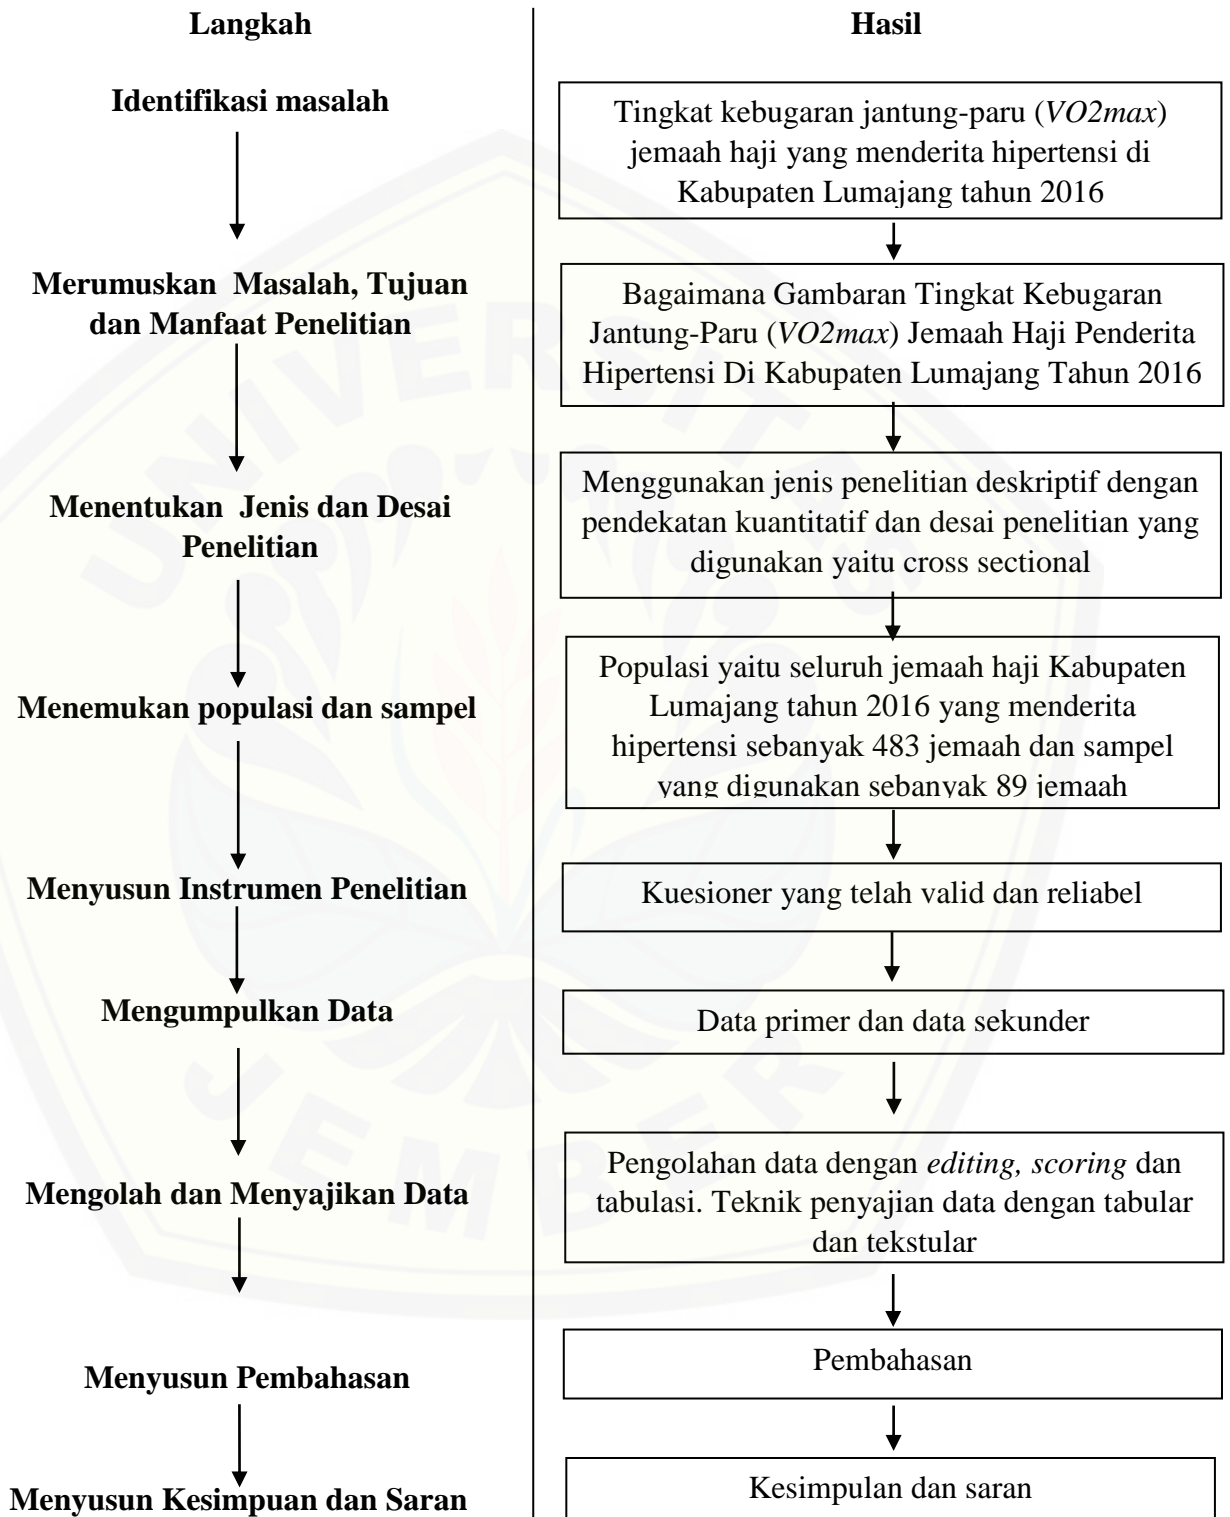 Langkah
Hasil
Identifikasi masalah
Tingkat kebugaran jantung-paru (VO2max)
jemaah haji yang menderita hipertensi di
Kabupaten Lumajang tahun 2016
Merumuskan Masalah, Tujuan
dan Manfaat Penelitian
Bagaimana Gambaran Tingkat Kebugaran
Jantung-Paru (VO2max) Jemaah Haji Penderita
Hipertensi Di Kabupaten Lumajang Tahun 2016
Menentukan Jenis dan Desai
Penelitian
Menggunakan jenis penelitian deskriptif dengan
pendekatan kuantitatif dan desai penelitian yang
digunakan yaitu cross sectional
Menemukan populasi dan sampel
Populasi yaitu seluruh jemaah haji Kabupaten
Lumajang tahun 2016 yang menderita
hipertensi sebanyak 483 jemaah dan sampel
yang digunakan sebanyak 89 jemaah
Menyusun Instrumen Penelitian
Kuesioner yang telah valid dan reliabel
Mengumpulkan Data
Data primer dan data sekunder
Mengolah dan Menyajikan Data
Pengolahan data dengan editing, scoring dan
tabulasi. Teknik penyajian data dengan tabular
dan tekstular
Menyusun Pembahasan
Pembahasan
Menyusun Kesimpuan dan Saran
Kesimpulan dan saran
UNIVERSITAS
JEMBER